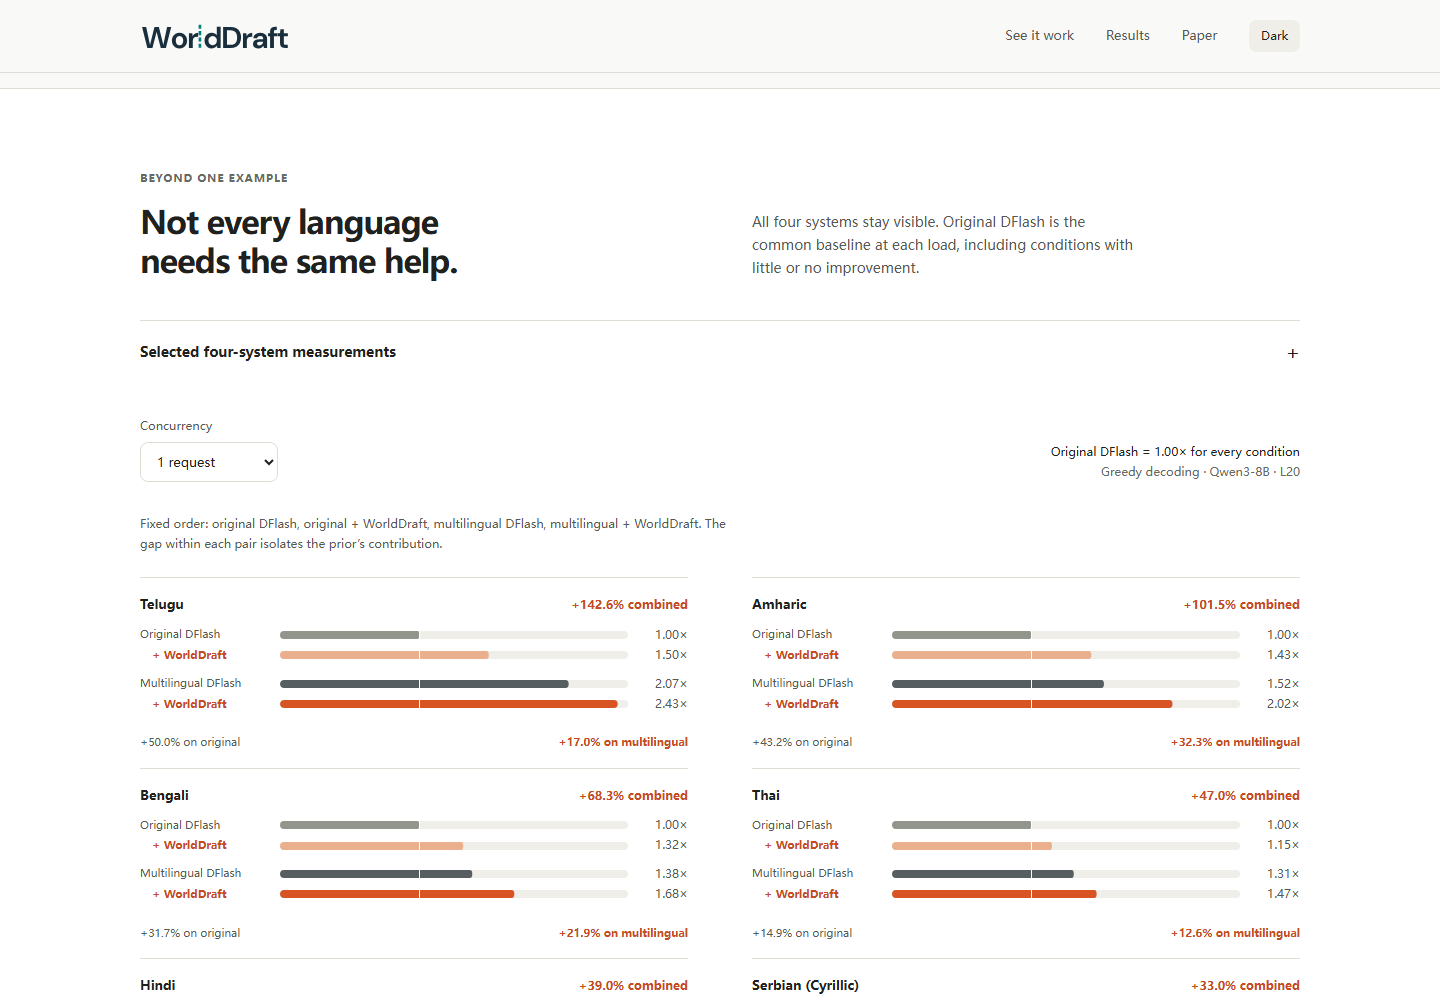 WorldDraft
See it work
Results
Paper
Dark
BEYOND ONE EXAMPLE
Not every language
needs the same help.
All four systems stay visible. Original DFlash is the
common baseline at each load, including conditions with
little or no improvement.
Selected four-system measurements
+
Concurrency
1 request
Original DFlash = 1.00× for every condition
Greedy decoding · Qwen3-8B · L20
Fixed order: original DFlash, original + WorldDraft, multilingual DFlash, multilingual + WorldDraft. The
gap within each pair isolates the prior’s contribution.
Telugu +142.6% combined
Original DFlash 1.00×
+ WorldDraft 1.50×
Multilingual DFlash 2.07×
+ WorldDraft 2.43×
+50.0% on original +17.0% on multilingual
Amharic +101.5% combined
Original DFlash 1.00×
+ WorldDraft 1.43×
Multilingual DFlash 1.52×
+ WorldDraft 2.02×
+43.2% on original +32.3% on multilingual
Bengali +68.3% combined
Original DFlash 1.00×
+ WorldDraft 1.32×
Multilingual DFlash 1.38×
+ WorldDraft 1.68×
+31.7% on original +21.9% on multilingual
Thai +47.0% combined
Original DFlash 1.00×
+ WorldDraft 1.15×
Multilingual DFlash 1.31×
+ WorldDraft 1.47×
+14.9% on original +12.6% on multilingual
Hindi +39.0% combined
Serbian (Cyrillic) +33.0% combined